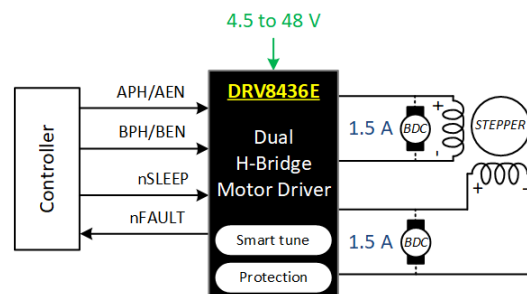 4.5 to 48 V
DRV8436E
Dual
H-Bridge
Motor Driver
Smart tune
Protection
Controller
APH/AEN
BPH/BEN
nSLEEP
nFAULT
1.5 A
BDC
+
-
STEPPER
+
-
1.5 A
BDC